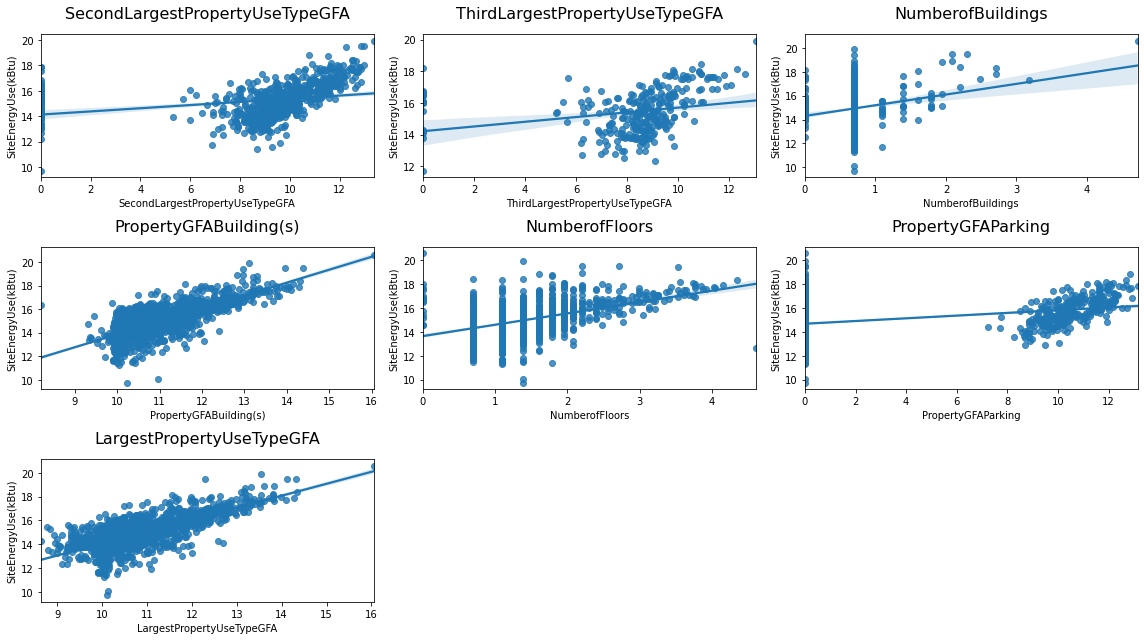 SecondLargestPropertyUseTypeGFA
20
18
16
14
12
10
SiteEnergyUse(kBtu)
0 2 4 6 8 10 12
SecondLargestPropertyUseTypeGFA
ThirdLargestPropertyUseTypeGFA
20
18
16
14
12
SiteEnergyUse(kBtu)
0 2 4 6 8 10 12
ThirdLargestPropertyUseTypeGFA
NumberofBuildings
20
18
16
14
12
10
SiteEnergyUse(kBtu)
0 1 2 3 4
NumberofBuildings
PropertyGFABuilding(s)
20
18
16
14
12
10
SiteEnergyUse(kBtu)
9 10 11 12 13 14 15 16
PropertyGFABuilding(s)
NumberofFloors
20
18
16
14
12
10
SiteEnergyUse(kBtu)
0 1 2 3 4
NumberofFloors
PropertyGFAParking
20
18
16
14
12
10
SiteEnergyUse(kBtu)
0 2 4 6 8 10 12
PropertyGFAParking
LargestPropertyUseTypeGFA
20
18
16
14
12
10
SiteEnergyUse(kBtu)
9 10 11 12 13 14 15 16
LargestPropertyUseTypeGFA